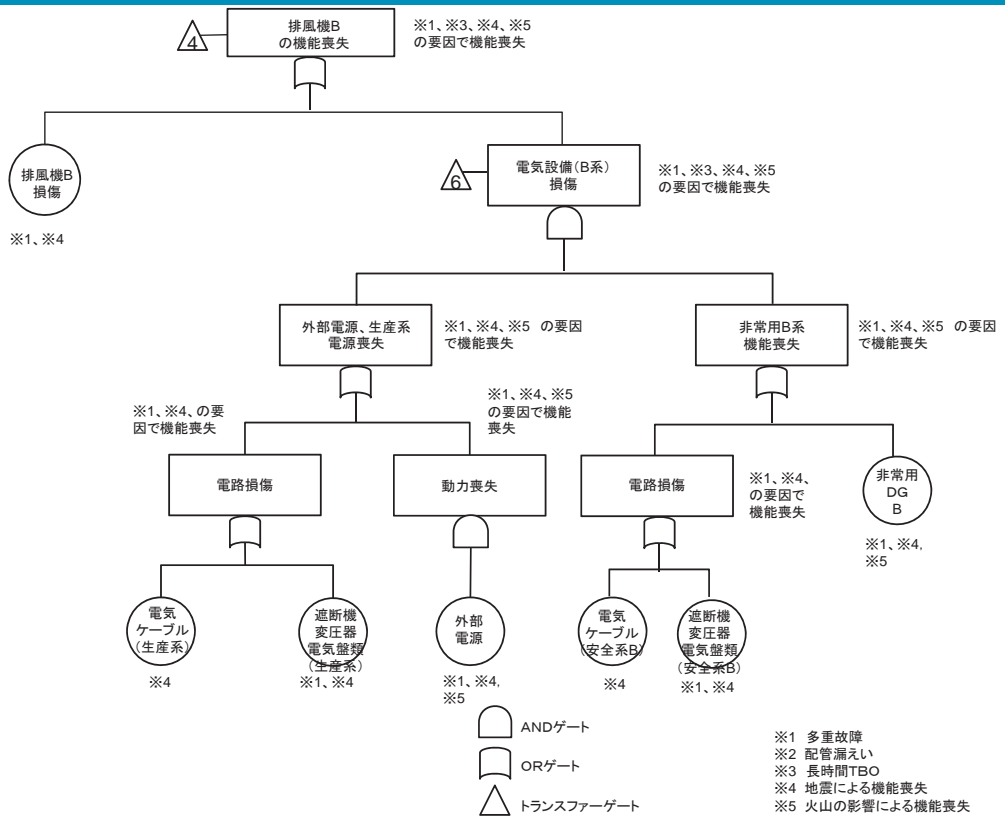 排風機B
の機能喪失
※1、※3、※4、※5
の要因で機能喪失
4
排風機B
損傷
※1、※4
電気設備(B系)
損傷
6
※1、※3、※4、※5
の要因で機能喪失
外部電源、生産系
電源喪失
※1、※4、※5 の要因
で機能喪失
非常用B系
機能喪失
※1、※4、※5 の要因
で機能喪失
※1、※4、の要
因で機能喪失
電路損傷
※1、※4、※5
の要因で機能
喪失
動力喪失
電路損傷
※1、※4、
の要因で
機能喪失
非常用
DG
B
※1、※4,
※5
電気
ケーブル
(生産系)
※4
遮断機
変圧器
電気盤類
(生産系)
※1、※4
外部
電源
※1、※4,
※5
電気
ケーブル
(安全系B)
※4
遮断機
変圧器
電気盤類
(安全系B)
※1、※4
ANDゲート
ORゲート
トランスファーゲート
※1 多重故障
※2 配管漏えい
※3 長時間TBO
※4 地震による機能喪失
※5 火山の影響による機能喪失